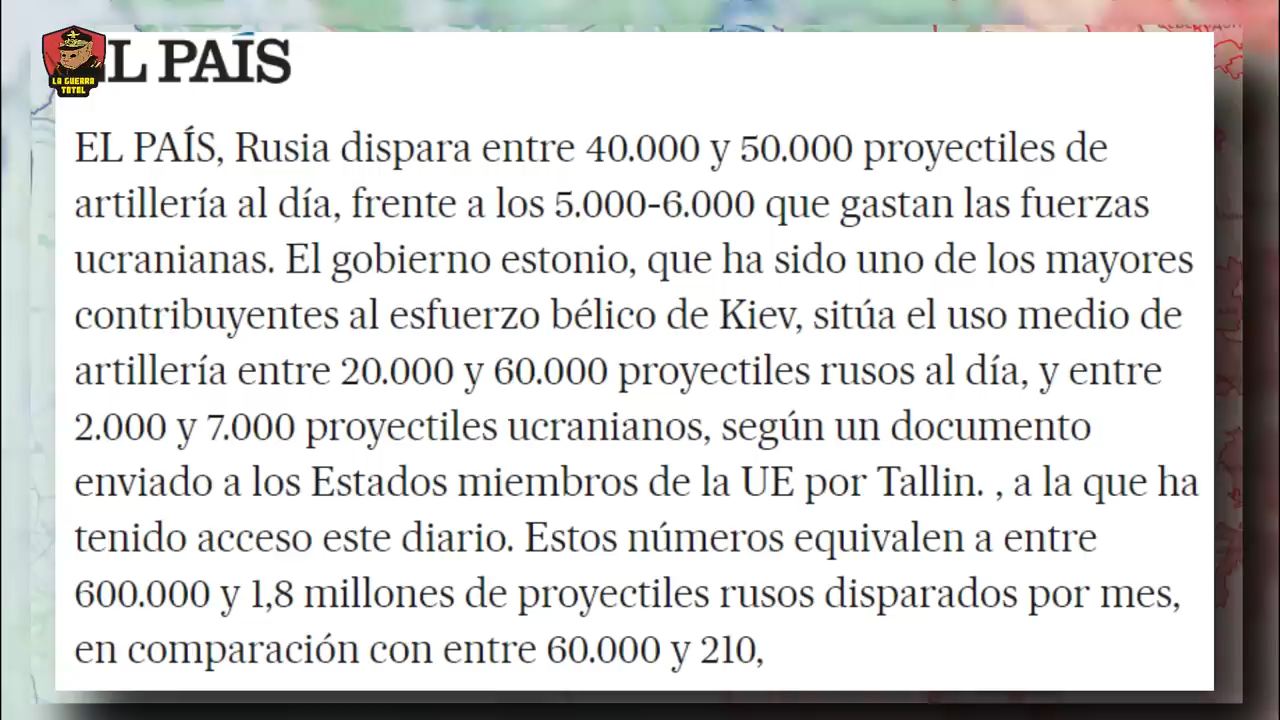 L PAIS
LA GUERRA
TOTAL
EL PAÍS, Rusia dispara entre 40.000 y 50.000 proyectiles de
artillería al día, frente a los 5.000-6.000 que gastan las fuerzas
ucranianas. El gobierno estonio, que ha sido uno de los mayores
contribuyentes al esfuerzo bélico de Kiev, sitúa el uso medio de
artillería entre 20.000 y 60.000 proyectiles rusos al día, y entre
2.000 y 7.000 proyectiles ucranianos, según un documento
enviado a los Estados miembros de la UE por Tallin. , a la que ha
tenido acceso este diario. Estos números equivalen a entre
600.000 y 1,8 millones de proyectiles rusos disparados por mes,
en comparación con entre 60.000 y 210,